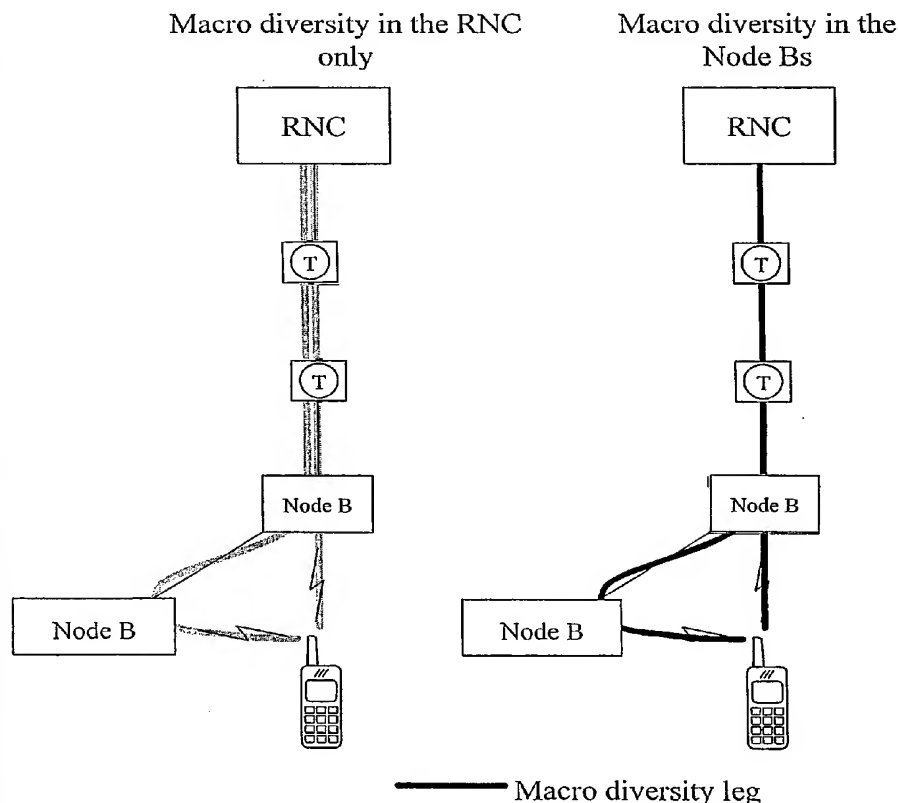 Macro diversity in the RNC
only
RNC
T
T
Node B
Node B
Macro diversity in the
Node Bs
RNC
T
T
Node B
Node B
Macro diversity leg